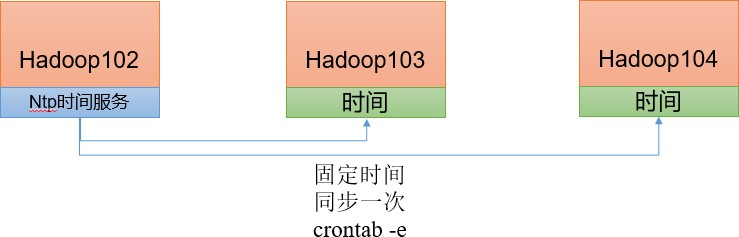 Hadoop102
Hadoop103
Hadoop104
Ntp时间服务
时间
时间
固定时间
同步一次
crontab -e